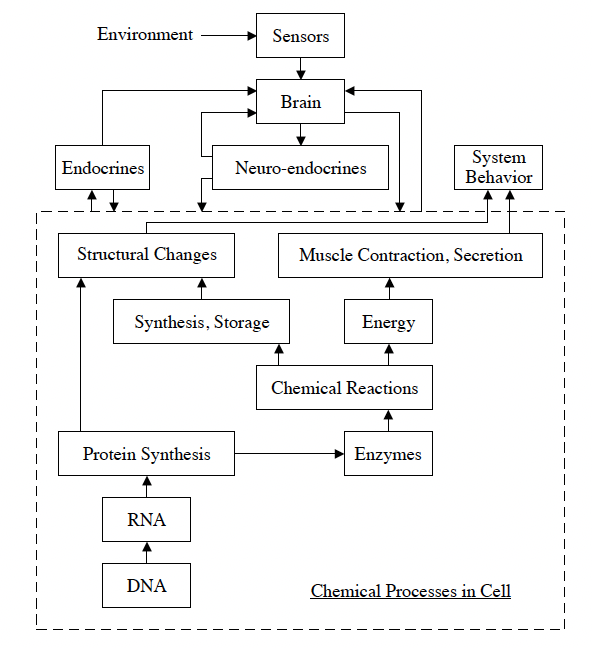 Environment
Sensors
Brain
Endocrines
Neuro-endocrines
System
Behavior
Structural Changes
Muscle Contraction, Secretion
Synthesis, Storage
Energy
Chemical Reactions
Protein Synthesis
Enzymes
RNA
DNA
Chemical Processes in Cell